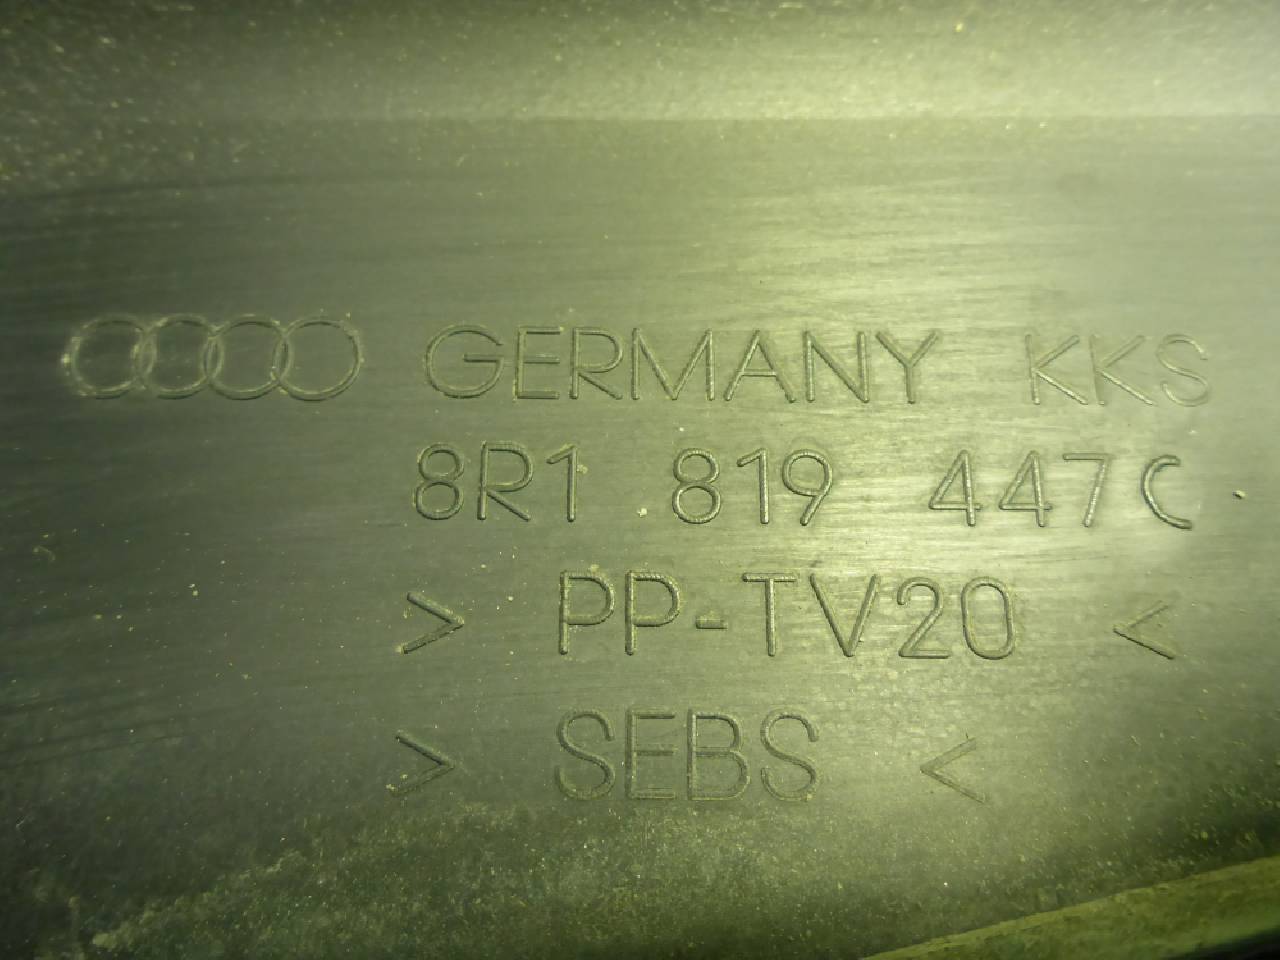 GERMANY KKS
8R1 819 447C
> PP-TV20 <
> SEBS <